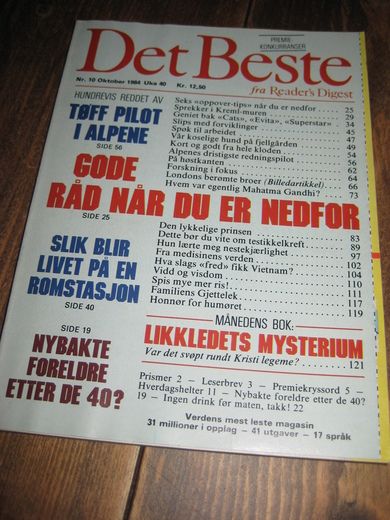 PREMIE-
KONKURRANSER
Det Beste
Nr. 10 Oktober 1984 Uke 40 Kr. 12,50 fra Reader's Digest
HUNDREVIS REDDET AV
TØFF PILOT
I ALPENE
SIDE 56
Seks «oppover-tips» når du er nedfor 25
Sprekker i Kreml-muren 29
Geniet bak «Cats», «Evita», «Superstar» 34
Slips med forviklinger 45
Spøk til arbeidet 47
Vår koselige hund på fjellgården 49
Kort og godt fra hele kloden 54
Alpenes dristigste redningspilot 56
På høstkanten 60
Forskning i fokus 64
Londons berømte broer (Billedartikkel) 66
Hvem var egentlig Mahatma Gandhi? 73
GODE
RÅD NÅR DU ER NEDFOR
SIDE 25
SLIK BLIR
LIVET PÅ EN
ROMSTASJON
SIDE 40
Den lykkelige prinsen 83
Dette bør du vite om testikkelkreft 89
Hun lærte meg nestekjærlighet 97
Fra medisinens verden 102
Hva slags «fred» fikk Vietnam? 104
Vidd og visdom 110
Spis mye mer ris! 111
Familiens Gjettelek 117
Honnør for humøret 119
SIDE 19
NYBAKTE
FORELDRE
ETTER DE 40?
MÅNEDENS BOK:
LIKKLEDETS MYSTERIUM
Var det svøpt rundt Kristi legeme? 121
Prismer 2 – Leserbrev 3 – Premiekryssord 5 –
Hverdagshelter 11 – Nybakte foreldre etter de 40?
19 – Ingen drink før maten, takk! 22
Verdens mest leste magasin
31 millioner i opplag – 41 utgaver – 17 språk